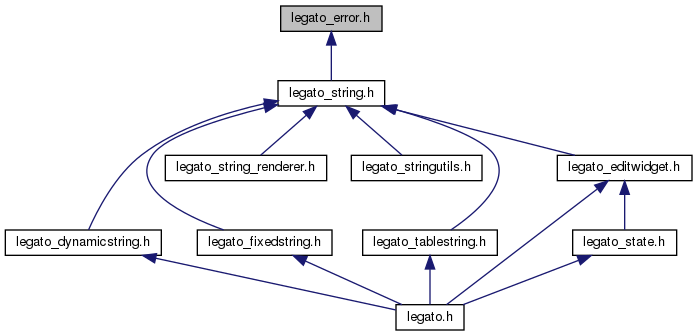 legato_error.h
legato_string.h
legato_string_renderer.h
legato_stringutils.h
legato_editwidget.h
legato_dynamicstring.h
legato_fixedstring.h
legato_tablestring.h
legato_state.h
legato.h